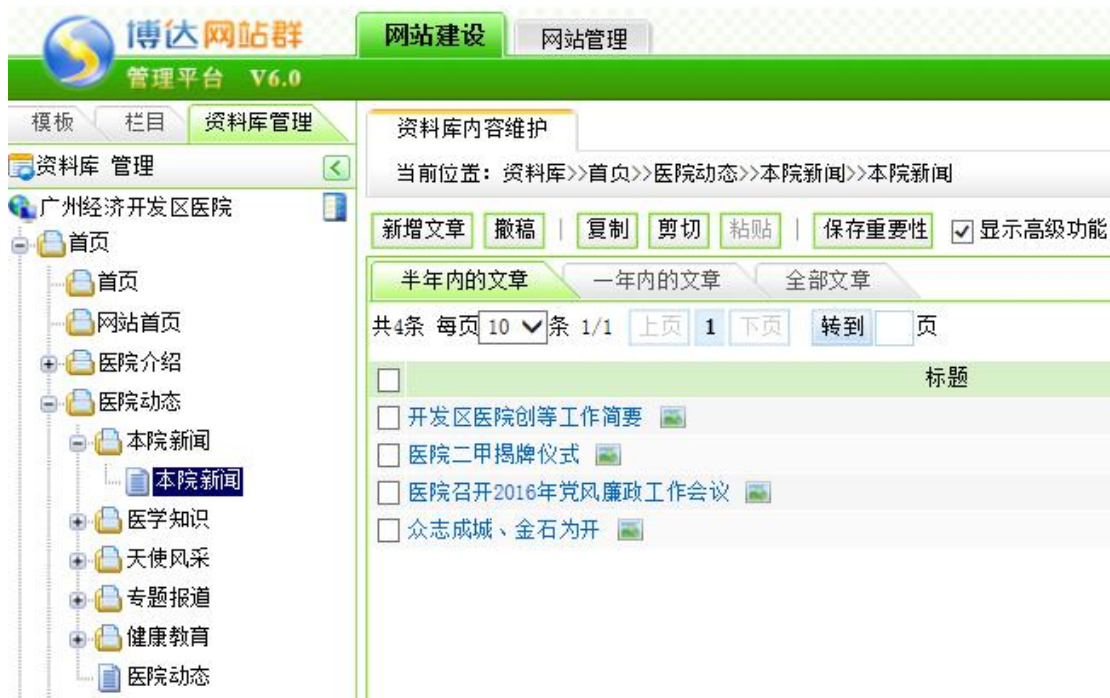 博达网站群
管理平台 V6.0
网站建设 网站管理
模板 栏目 资料库管理
资料库 管理
广州经济开发区医院
首页
首页
网站首页
医院介绍
医院动态
本院新闻
本院新闻
医学知识
天使风采
专题报道
健康教育
医院动态
资料库内容维护
当前位置：资料库>>首页>>医院动态>>本院新闻>>本院新闻
新增文章 撤稿 | 复制 剪切 粘贴 | 保存重要性 显示高级功能
半年内的文章 一年内的文章 全部文章
共4条 每页 10 条 1/1 上页 1 下页 转到 页
标题
开发区医院创等工作简要
医院二甲揭牌仪式
医院召开2016年党风廉政工作会议
众志成城、金石为开